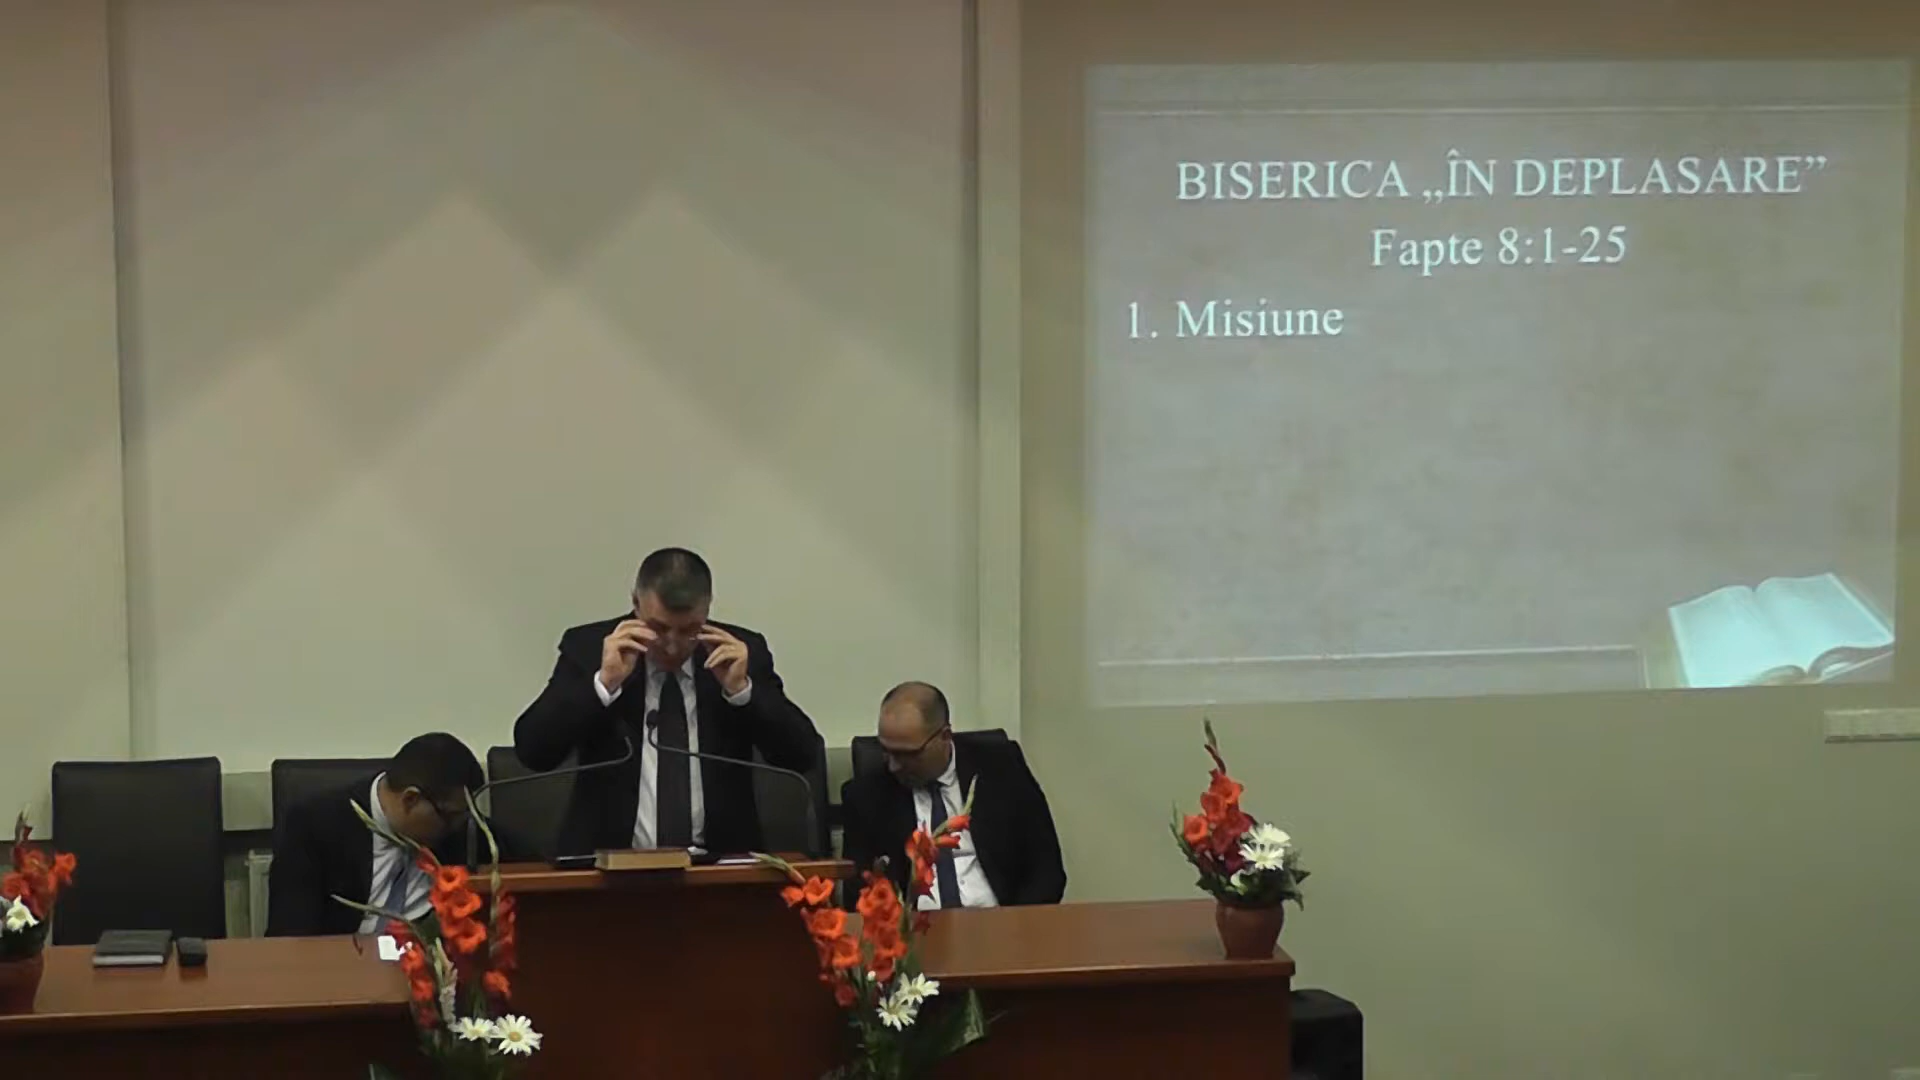 BISERICA „ÎN DEPLASARE”
Fapte 8:1-25
1. Misiune